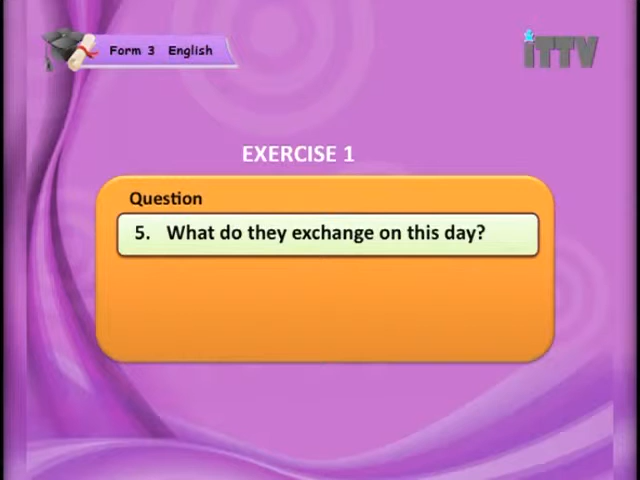 Form 3 English
iTTV
EXERCISE 1
Question
5. What do they exchange on this day?